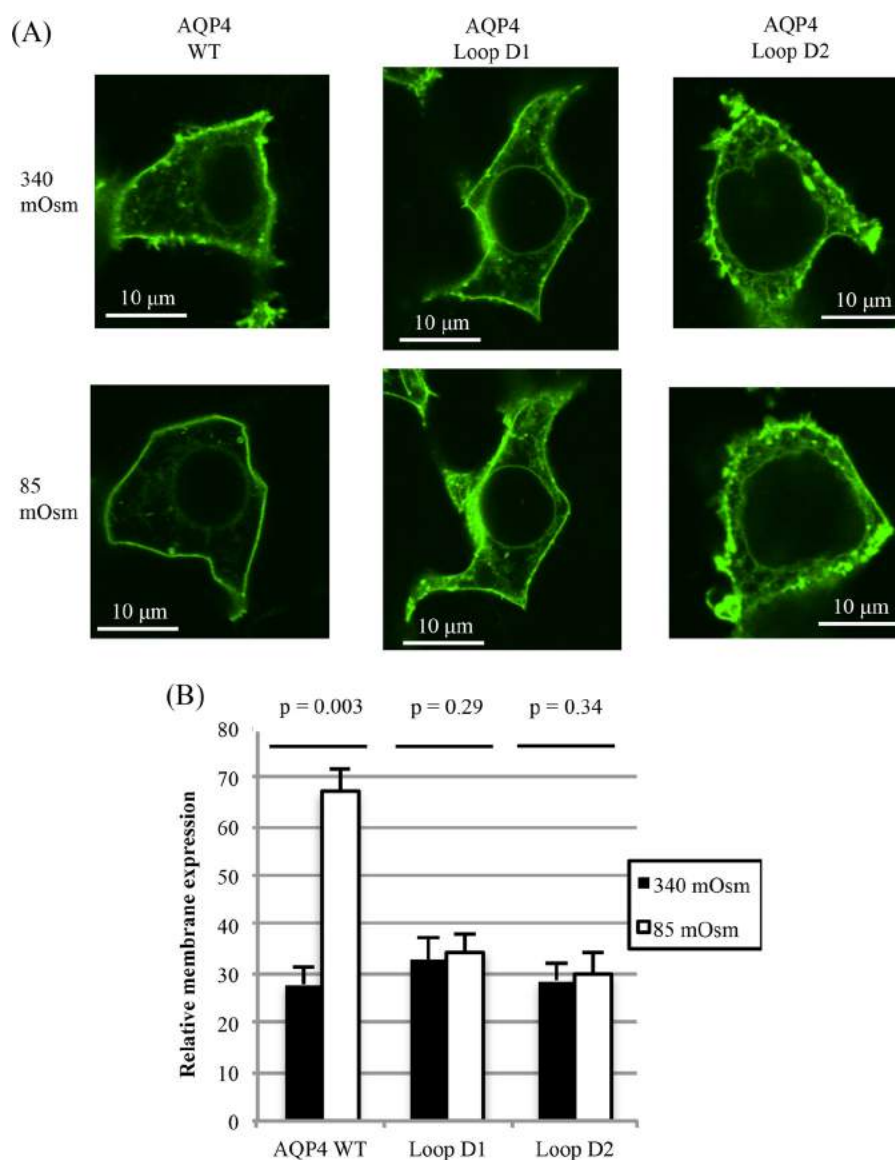 (A)
AQP4
WT
AQP4
Loop D1
AQP4
Loop D2
340
mOsm
10 μm
10 μm
10 μm
85
mOsm
10 μm
10 μm
10 μm
(B)
p = 0.003
p = 0.29
p = 0.34
Relative membrane expression
80
70
60
50
40
30
20
10
0
340 mOsm
85 mOsm
AQP4 WT
Loop D1
Loop D2